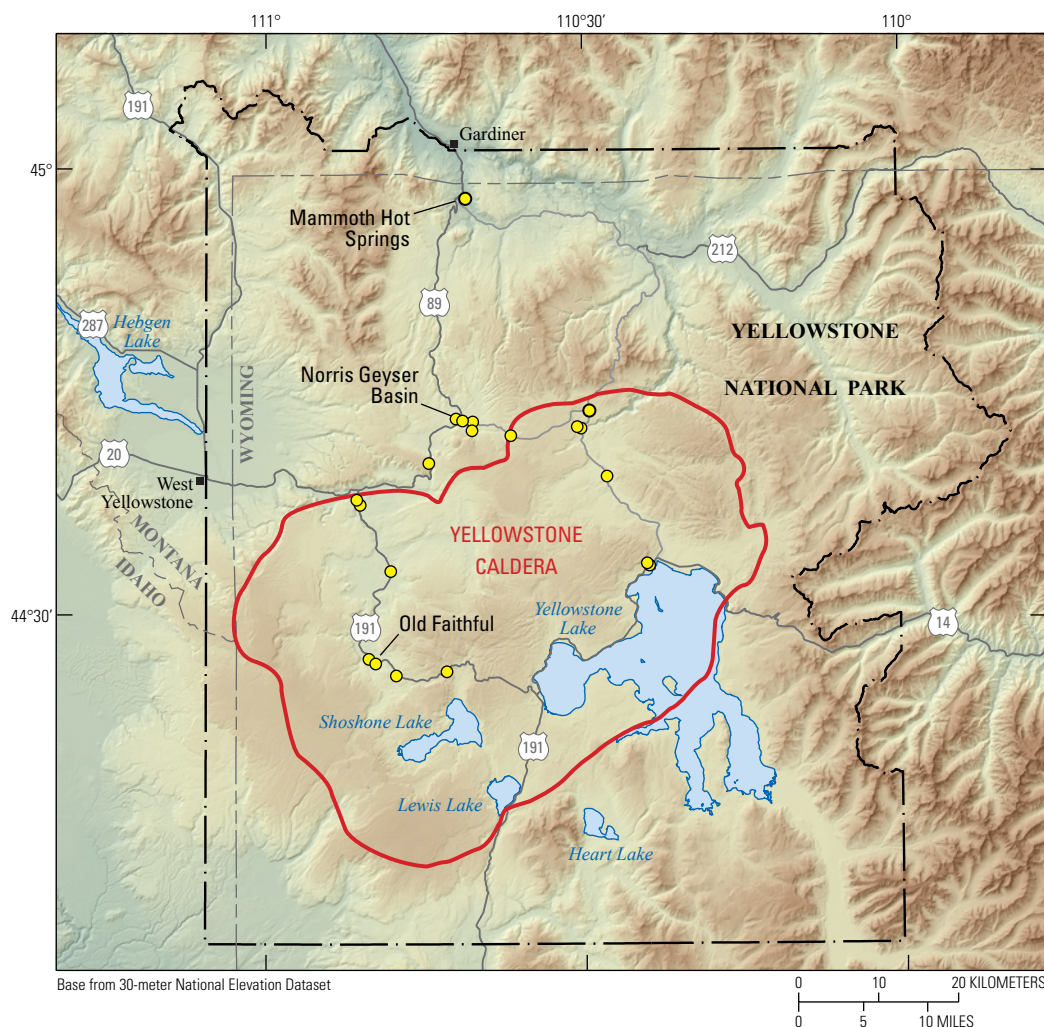 111°
110°30'
110°
191
Gardiner
45°
Mammoth Hot
Springs
212
89
287
Hebgen
Lake
YELLOWSTONE
NATIONAL PARK
Norris Geyser
Basin
WYOMING
20
West
Yellowstone
MONTANA
IDAHO
YELLOWSTONE
CALDERA
44°30'
Yellowstone
Lake
14
191
Old Faithful
Shoshone Lake
191
Lewis Lake
Heart Lake
Base from 30-meter National Elevation Dataset
0 10 20 KILOMETERS
0 5 10 MILES